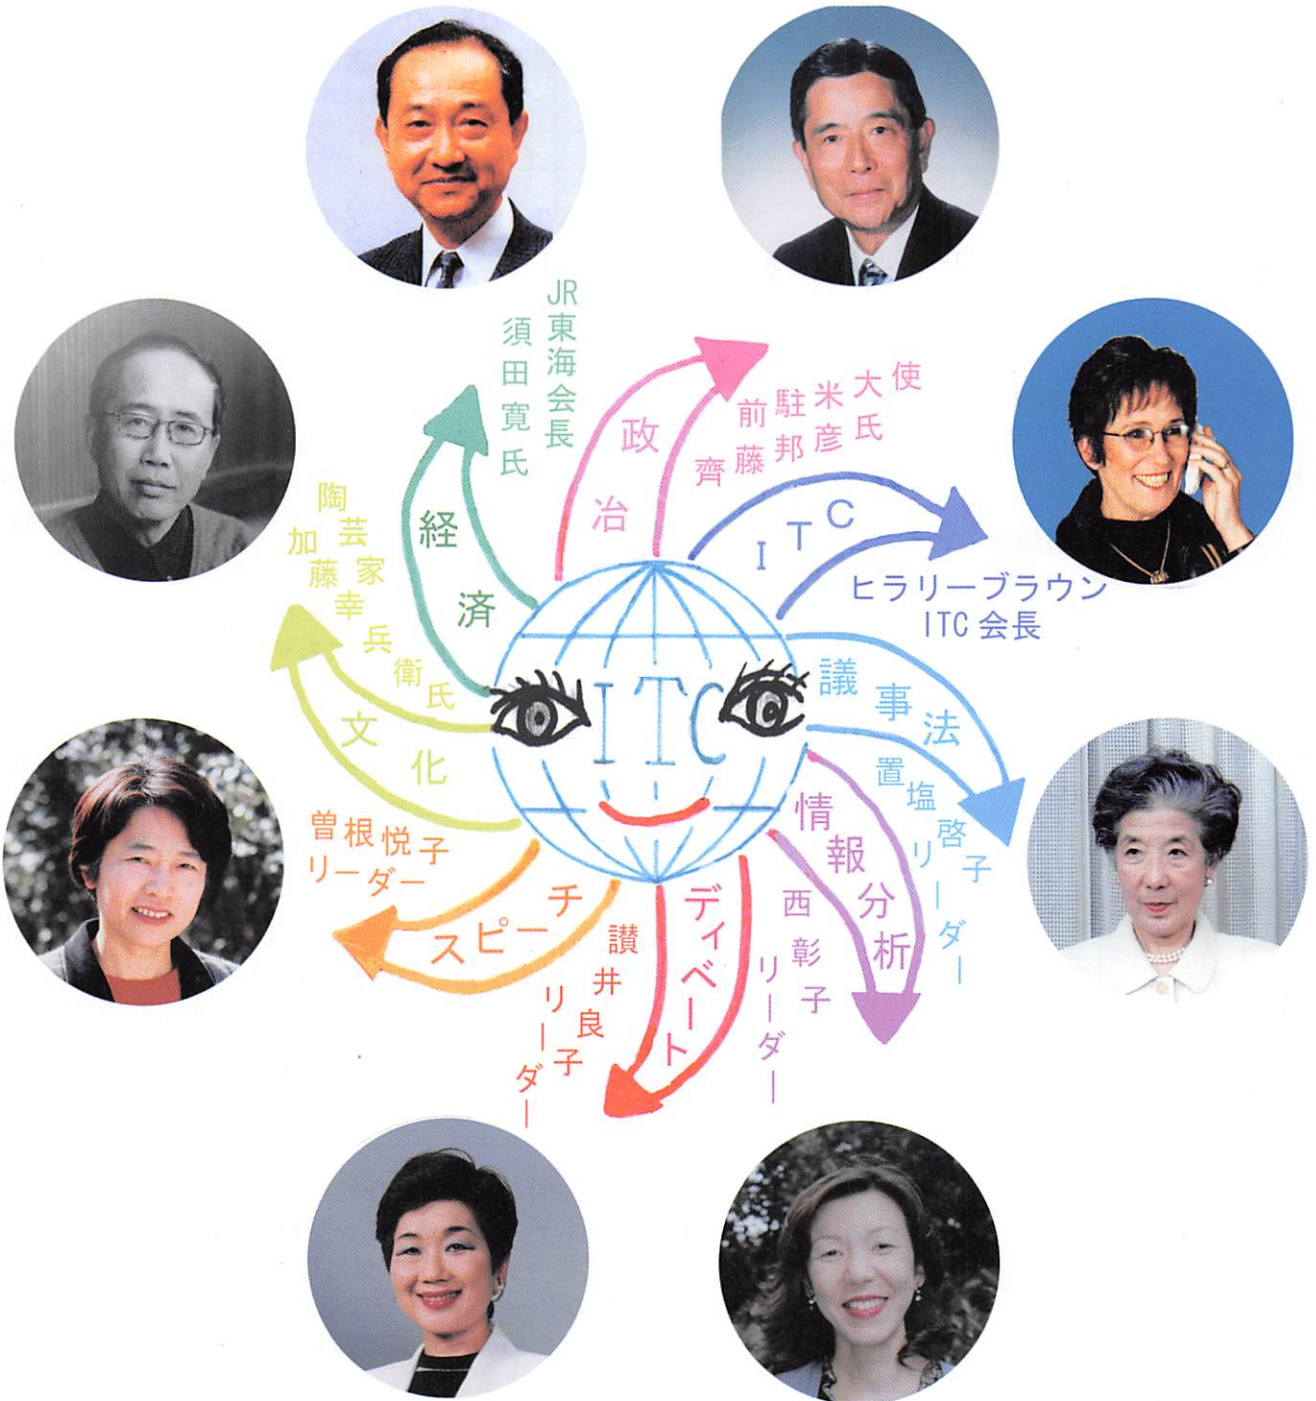 JR東海会長
須田寛氏
経済
政冶
前駐米大使
齊藤邦彦氏
ITC
ヒラリーブラウン
ITC会長
陶芸家
加藤幸兵衛氏
文化
ITC
議事法
置塩啓子
リーダー
情報分析
西彰子
リーダー
曽根悦子
リーダー
スピーチ
ディベート
讃井良子
リーダー